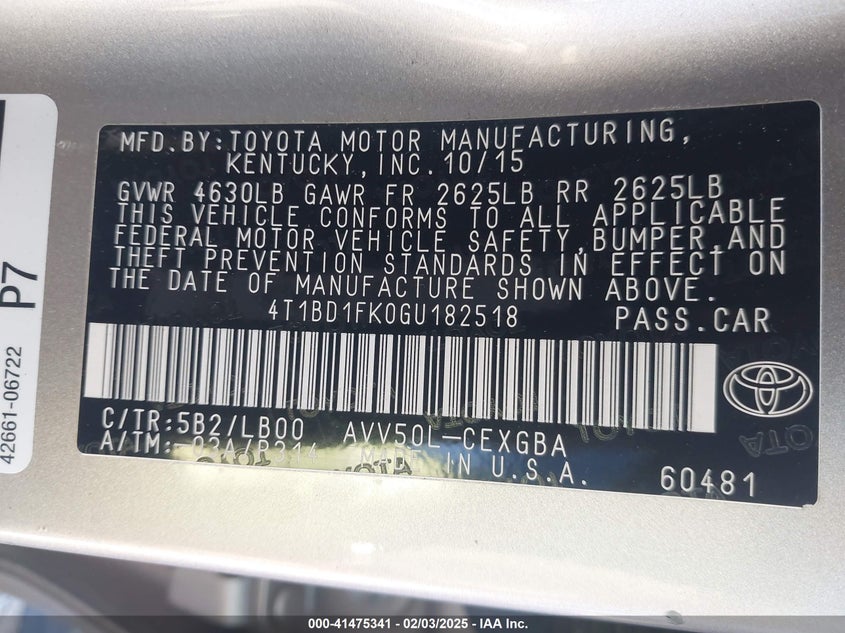 MFD.BY:TOYOTA MOTOR MANUFACTURING,
KENTUCKY,INC.10/15
GVWR 4630LB GAWR FR 2625LB RR 2625LB
THIS VEHICLE CONFORMS TO ALL APPLICABLE
FEDERAL MOTOR VEHICLE SAFETY,BUMPER,AND
THEFT PREVENTION STANDARDS IN EFFECT ON
THE DATE OF MANUFACTURE SHOWN ABOVE.
4T1BD1FK0GU182518 PASS.CAR
C/TR:5B2/LB00 AVV50L-CEXGBA
A/TM:-03A/B314 MADE IN U.S.A.
60481
P7
42661-06722
000-41475341 - 02/03/2025 - IAA Inc.